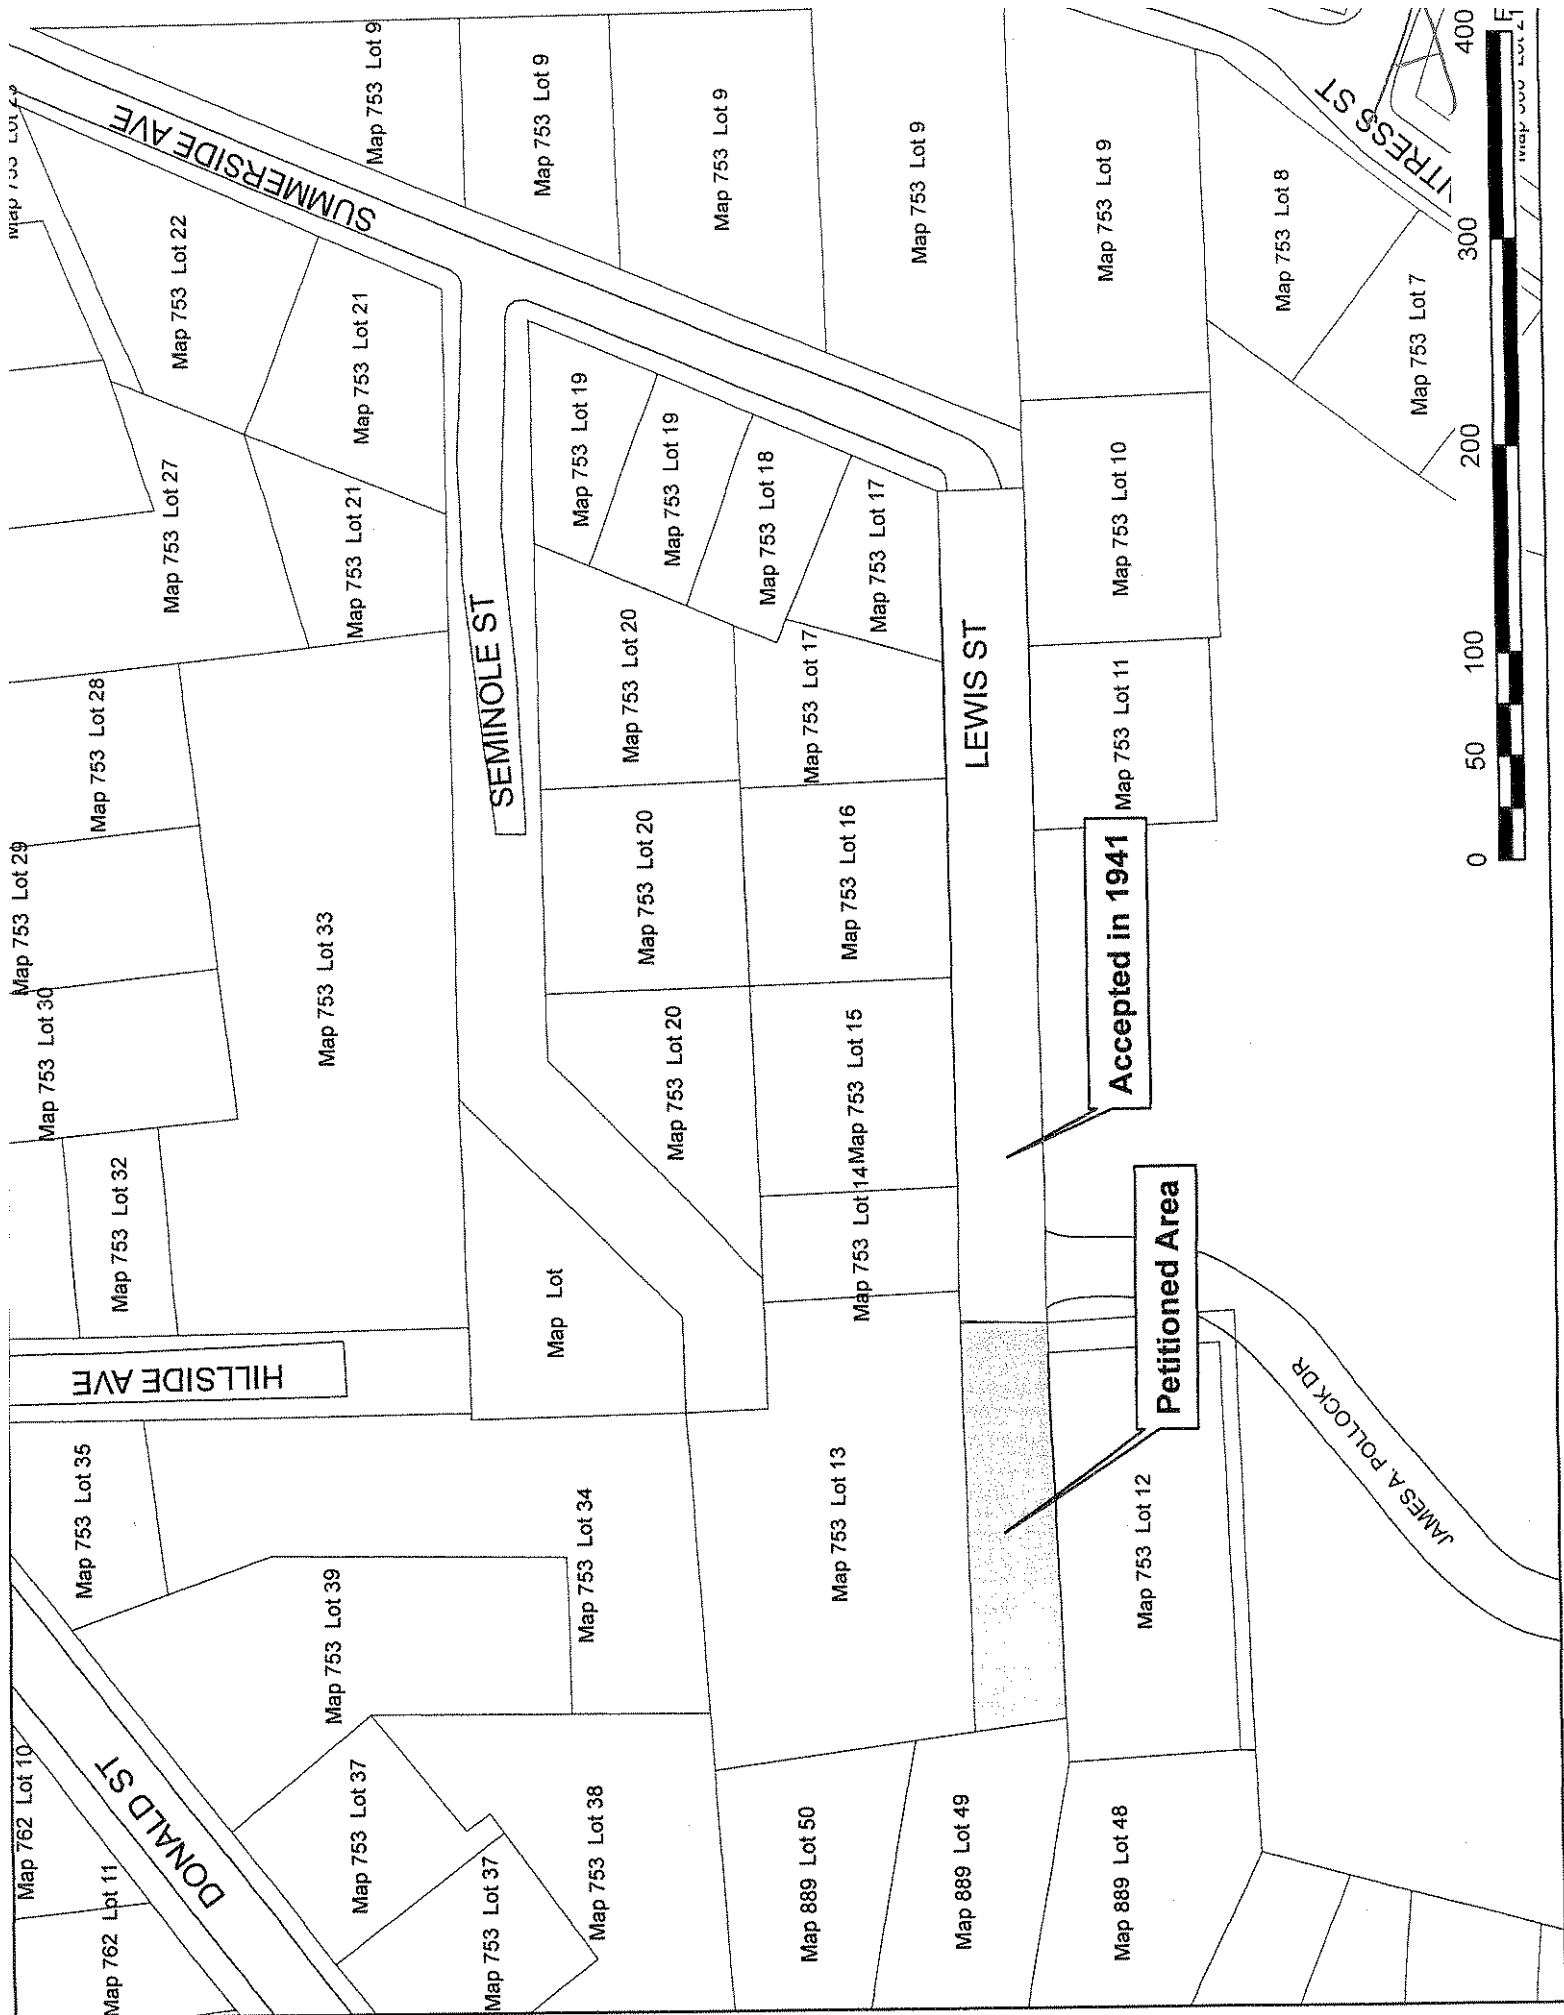 Map 762 Lot 10
Map 762 Lot 11
DONALD ST
Map 753 Lot 35
HILLSIDE AVE
Map 753 Lot 32
Map 753 Lot 30
Map 753 Lot 29
Map 753 Lot 28
Map 753 Lot 27
Map 753 Lot 22
SUMMERSIDE AVE
Map 753 Lot 37
Map 753 Lot 39
Map 753 Lot 33
Map 753 Lot 21
Map 753 Lot 21
Map 753 Lot 9
Map 753 Lot 37
Map 753 Lot 38
Map 753 Lot 34
Map Lot
SEMINOLE ST
Map 753 Lot 9
Map 753 Lot 20
Map 753 Lot 20
Map 753 Lot 20
Map 753 Lot 19
Map 753 Lot 19
Map 753 Lot 9
Map 889 Lot 50
Map 753 Lot 13
Map 753 Lot 14
Map 753 Lot 15
Map 753 Lot 16
Map 753 Lot 17
Map 753 Lot 18
Map 753 Lot 17
Map 753 Lot 9
Map 889 Lot 49
LEWIS ST
Map 889 Lot 48
Map 753 Lot 12
Petitioned Area
Accepted in 1941
Map 753 Lot 11
Map 753 Lot 10
Map 753 Lot 9
JAMES A. POLLOCK DR
Map 753 Lot 8
Map 753 Lot 7
TRESS ST
0 50 100 200 300 400